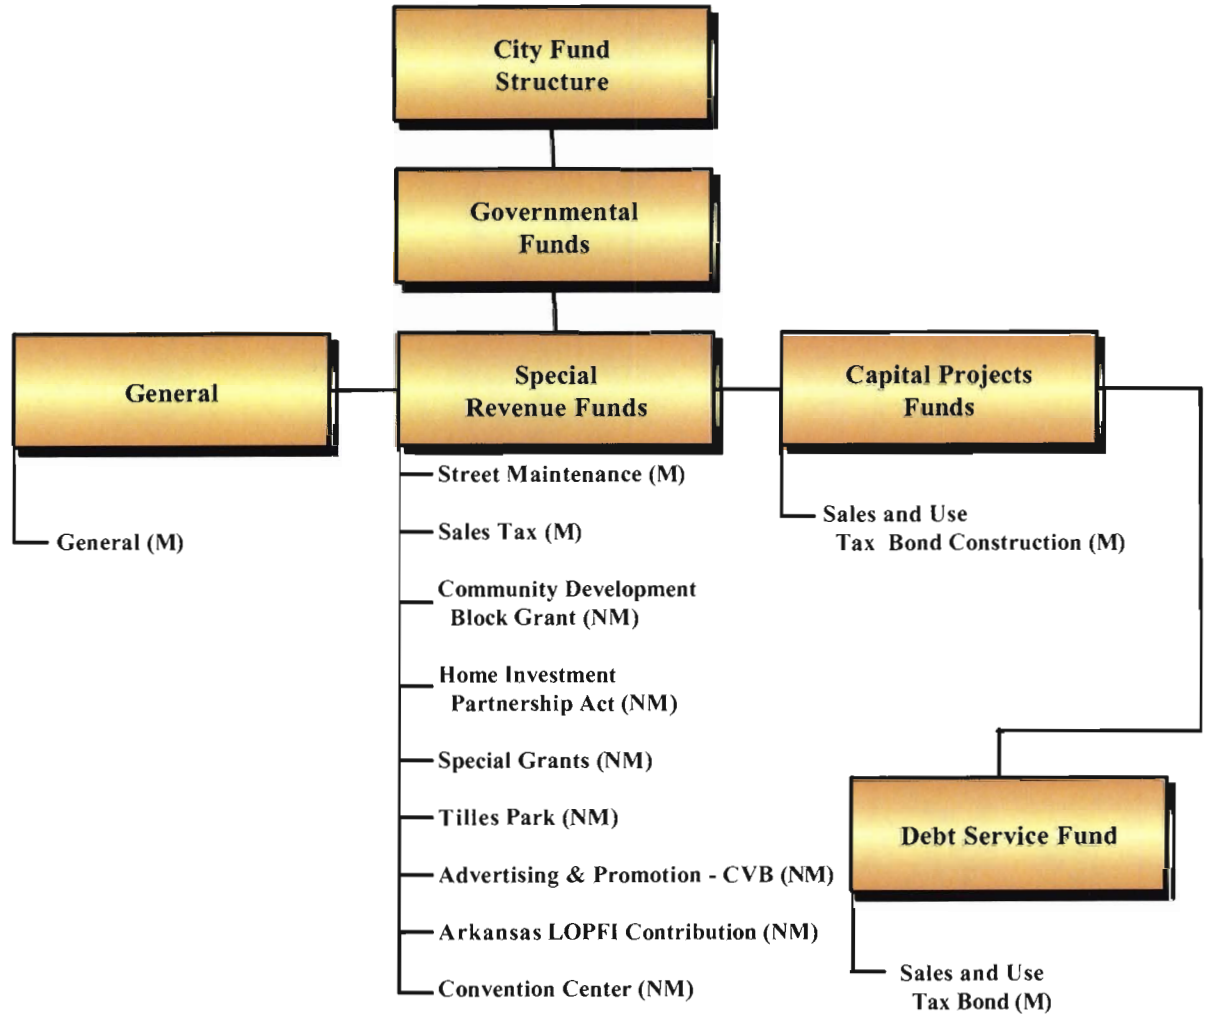 City Fund
Structure
Governmental
Funds
General
Special
Revenue Funds
Capital Projects
Funds
General (M)
Street Maintenance (M)
Sales Tax (M)
Community Development
Block Grant (NM)
Home Investment
Partnership Act (NM)
Special Grants (NM)
Tilles Park (NM)
Advertising & Promotion - CVB (NM)
Arkansas LOPFI Contribution (NM)
Convention Center (NM)
Sales and Use
Tax Bond Construction (M)
Debt Service Fund
Sales and Use
Tax Bond (M)